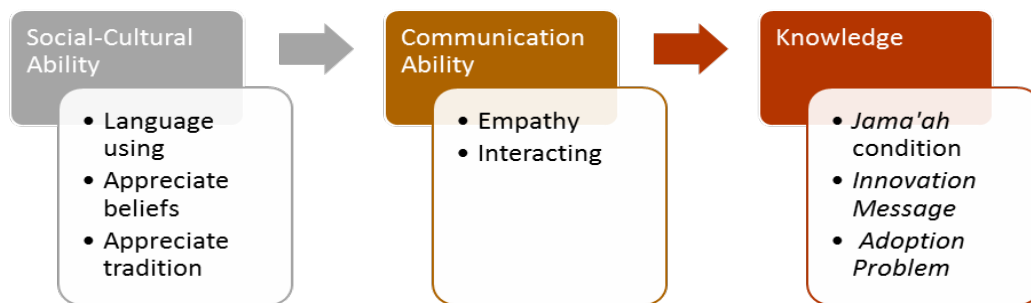 Social-Cultural
Ability
• Language
using
• Appreciate
beliefs
• Appreciate
tradition
Communication
Ability
• Empathy
• Interacting
Knowledge
• Jama'ah
condition
• Innovation
Message
• Adoption
Problem